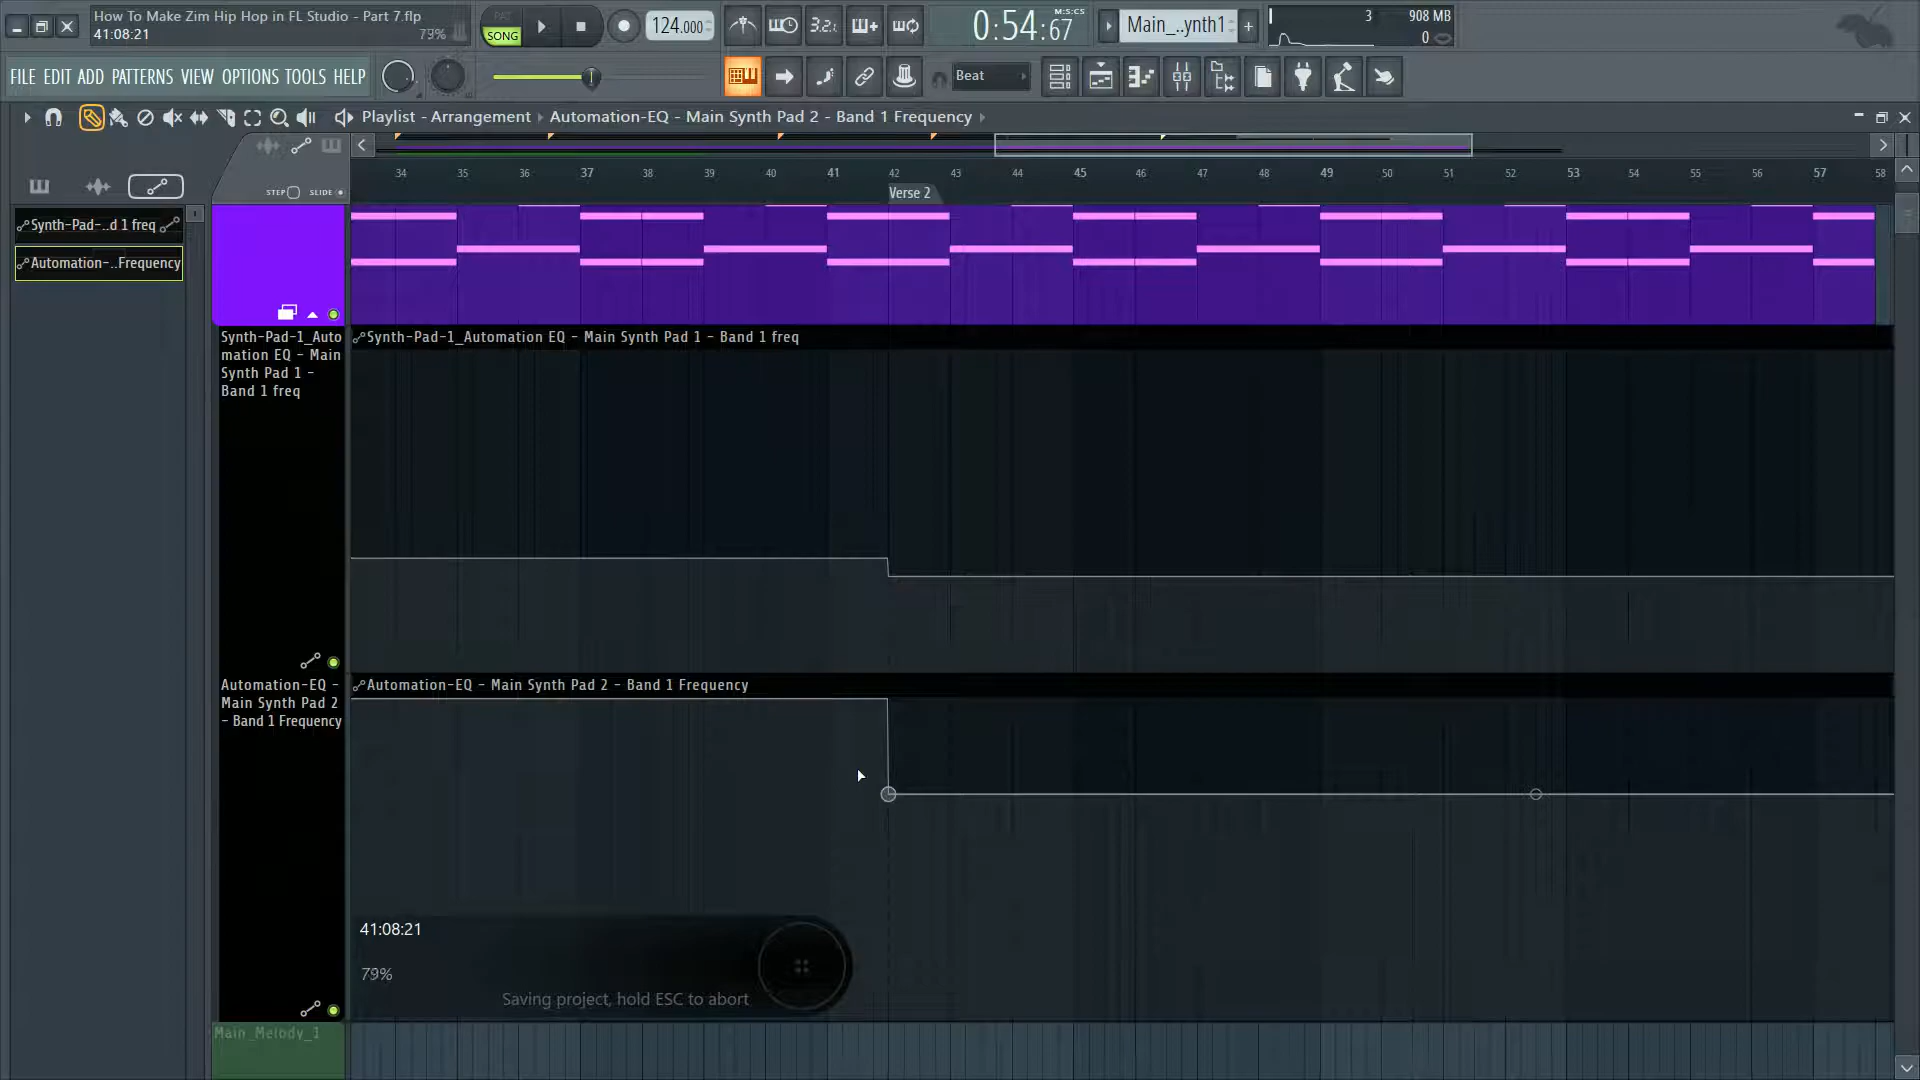 How To Make Zim Hip Hop in FL Studio - Part 7.flp
41:08:21
79%
PAT
SONG
124.000
3.2.:
0:54:67
M:S:CS
Main_..ynth1
3
908 MB
0
FILE EDIT ADD PATTERNS VIEW OPTIONS TOOLS HELP
Beat
Playlist - Arrangement
Automation-EQ - Main Synth Pad 2 - Band 1 Frequency
STEP
SLIDE
34 35 36 37 38 39 40 41 42 43 44 45 46 47 48 49 50 51 52 53 54 55 56 57 58
Verse 2
Synth-Pad-..d 1 freq
Automation-..Frequency
Synth-Pad-1_Auto
mation EQ - Main
Synth Pad 1 -
Band 1 freq
Synth-Pad-1_Automation EQ - Main Synth Pad 1 - Band 1 freq
Automation-EQ -
Main Synth Pad 2
- Band 1 Frequency
Automation-EQ - Main Synth Pad 2 - Band 1 Frequency
41:08:21
79%
Saving project, hold ESC to abort
Main_Melody_1